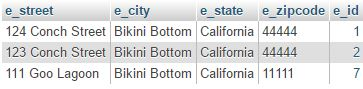 e_street e_city e_state e_zipcode e_id
124 Conch Street Bikini Bottom California 44444 1
123 Conch Street Bikini Bottom California 44444 2
111 Goo Lagoon Bikini Bottom California 11111 7